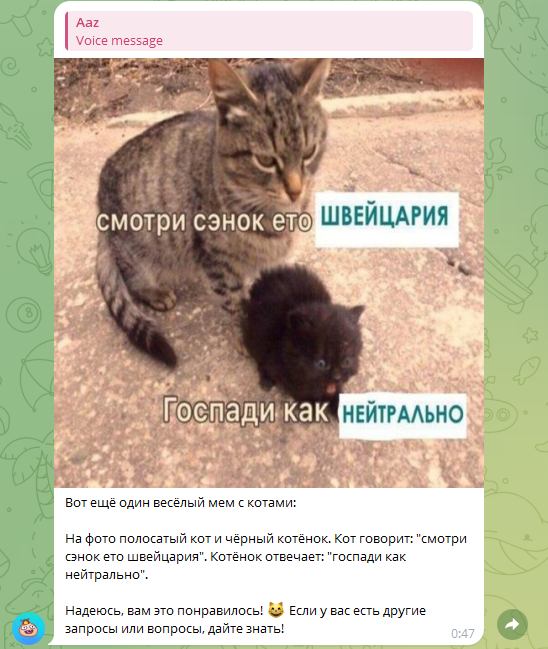 Aaz
Voice message
смотри сэнок ето ШВЕЙЦАРИЯ
Госпади как НЕЙТРАЛЬНО
Вот ещё один весёлый мем с котами:
На фото полосатый кот и чёрный котёнок. Кот говорит: "смотри
сэнок ето швейцария". Котёнок отвечает: "госпади как
нейтрально".
Надеюсь, вам это понравилось! 😺 Если у вас есть другие
запросы или вопросы, дайте знать!
0:47